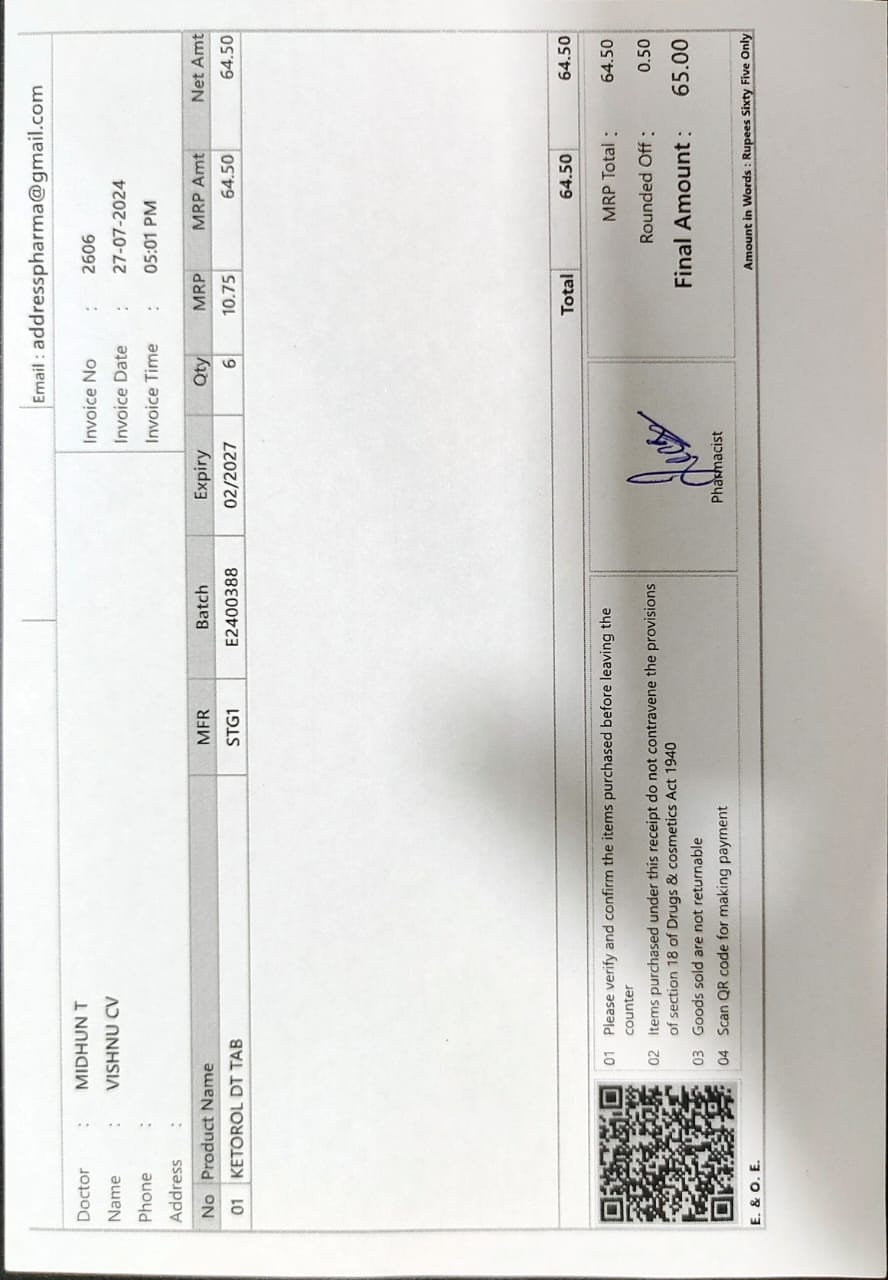 Email : addresspharma@gmail.com
Doctor : MIDHUN T
Name : VISHNU CV
Phone :
Address :
Invoice No : 2606
Invoice Date : 27-07-2024
Invoice Time : 05:01 PM
No Product Name MFR Batch Expiry Qty MRP MRP Amt Net Amt
01 KETOROL DT TAB STG1 E2400388 02/2027 6 10.75 64.50 64.50
Total 64.50 64.50
01 Please verify and confirm the items purchased before leaving the
counter
02 Items purchased under this receipt do not contravene the provisions
of section 18 of Drugs & cosmetics Act 1940
03 Goods sold are not returnable
04 Scan QR code for making payment
Pharmacist
MRP Total : 64.50
Rounded Off : 0.50
Final Amount : 65.00
E. & O. E.
Amount in Words : Rupees Sixty Five Only